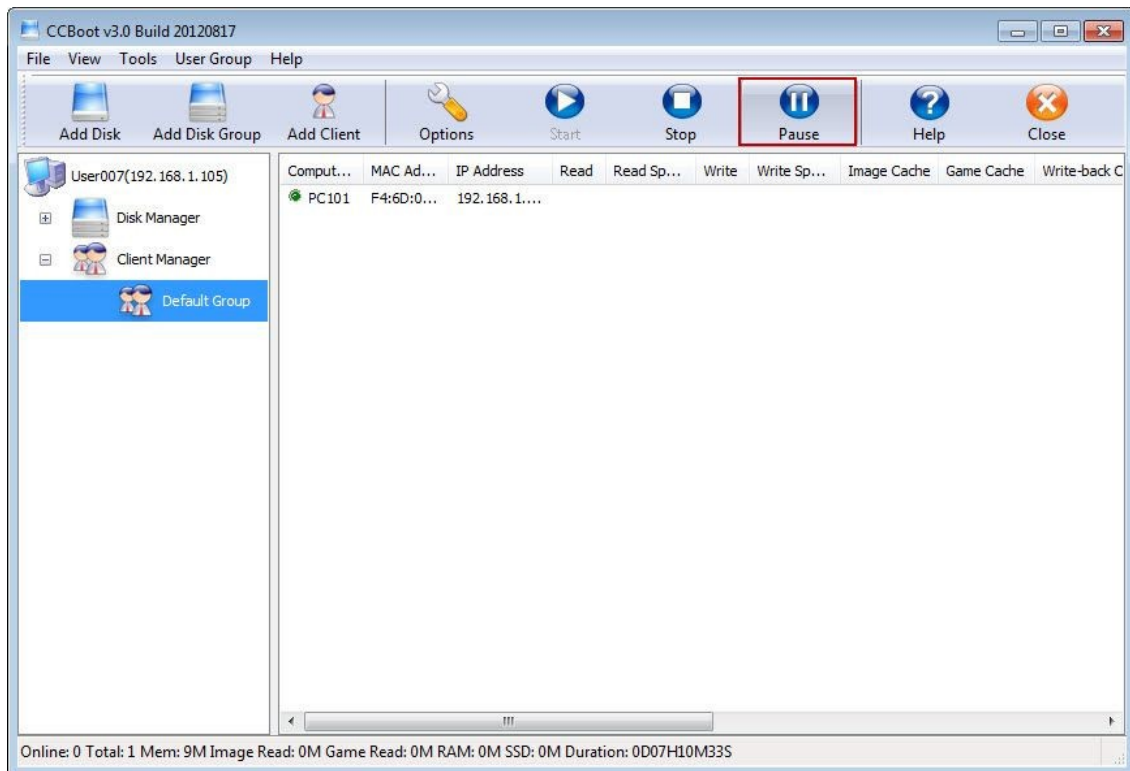 CCBoot v3.0 Build 20120817
File View Tools User Group Help
Add Disk Add Disk Group Add Client Options Start Stop Pause Help Close
User007(192.168.1.105)
Disk Manager
Client Manager
Default Group
Comput... MAC Ad... IP Address Read Read Sp... Write Write Sp... Image Cache Game Cache Write-back C
PC101 F4:6D:0... 192.168.1....
Online: 0 Total: 1 Mem: 9M Image Read: 0M Game Read: 0M RAM: 0M SSD: 0M Duration: 0D07H10M33S